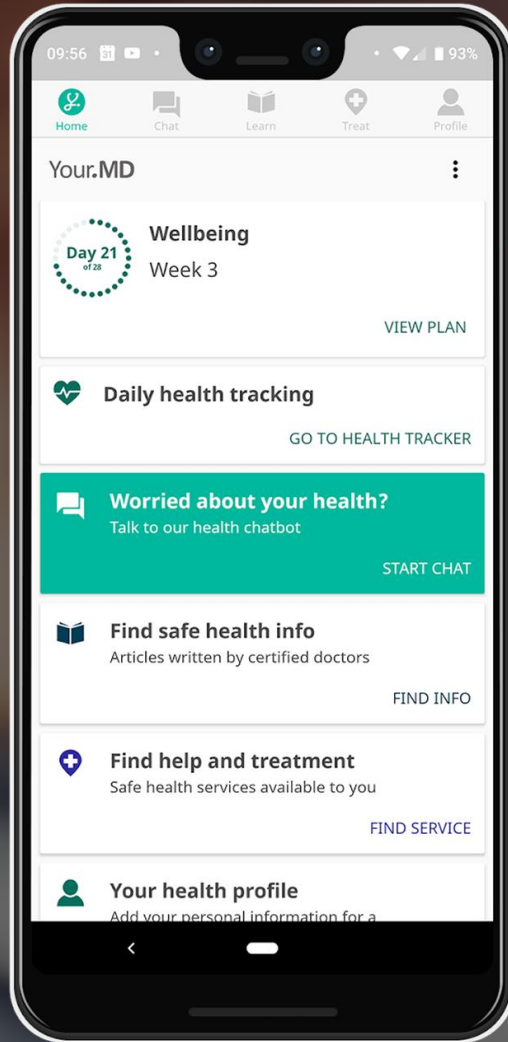 09:56 31 93%
Home Chat Learn Treat Profile
Your.MD
Day 21
of 28
Wellbeing
Week 3
VIEW PLAN
Daily health tracking
GO TO HEALTH TRACKER
Worried about your health?
Talk to our health chatbot
START CHAT
Find safe health info
Articles written by certified doctors
FIND INFO
Find help and treatment
Safe health services available to you
FIND SERVICE
Your health profile
Add your personal information for a